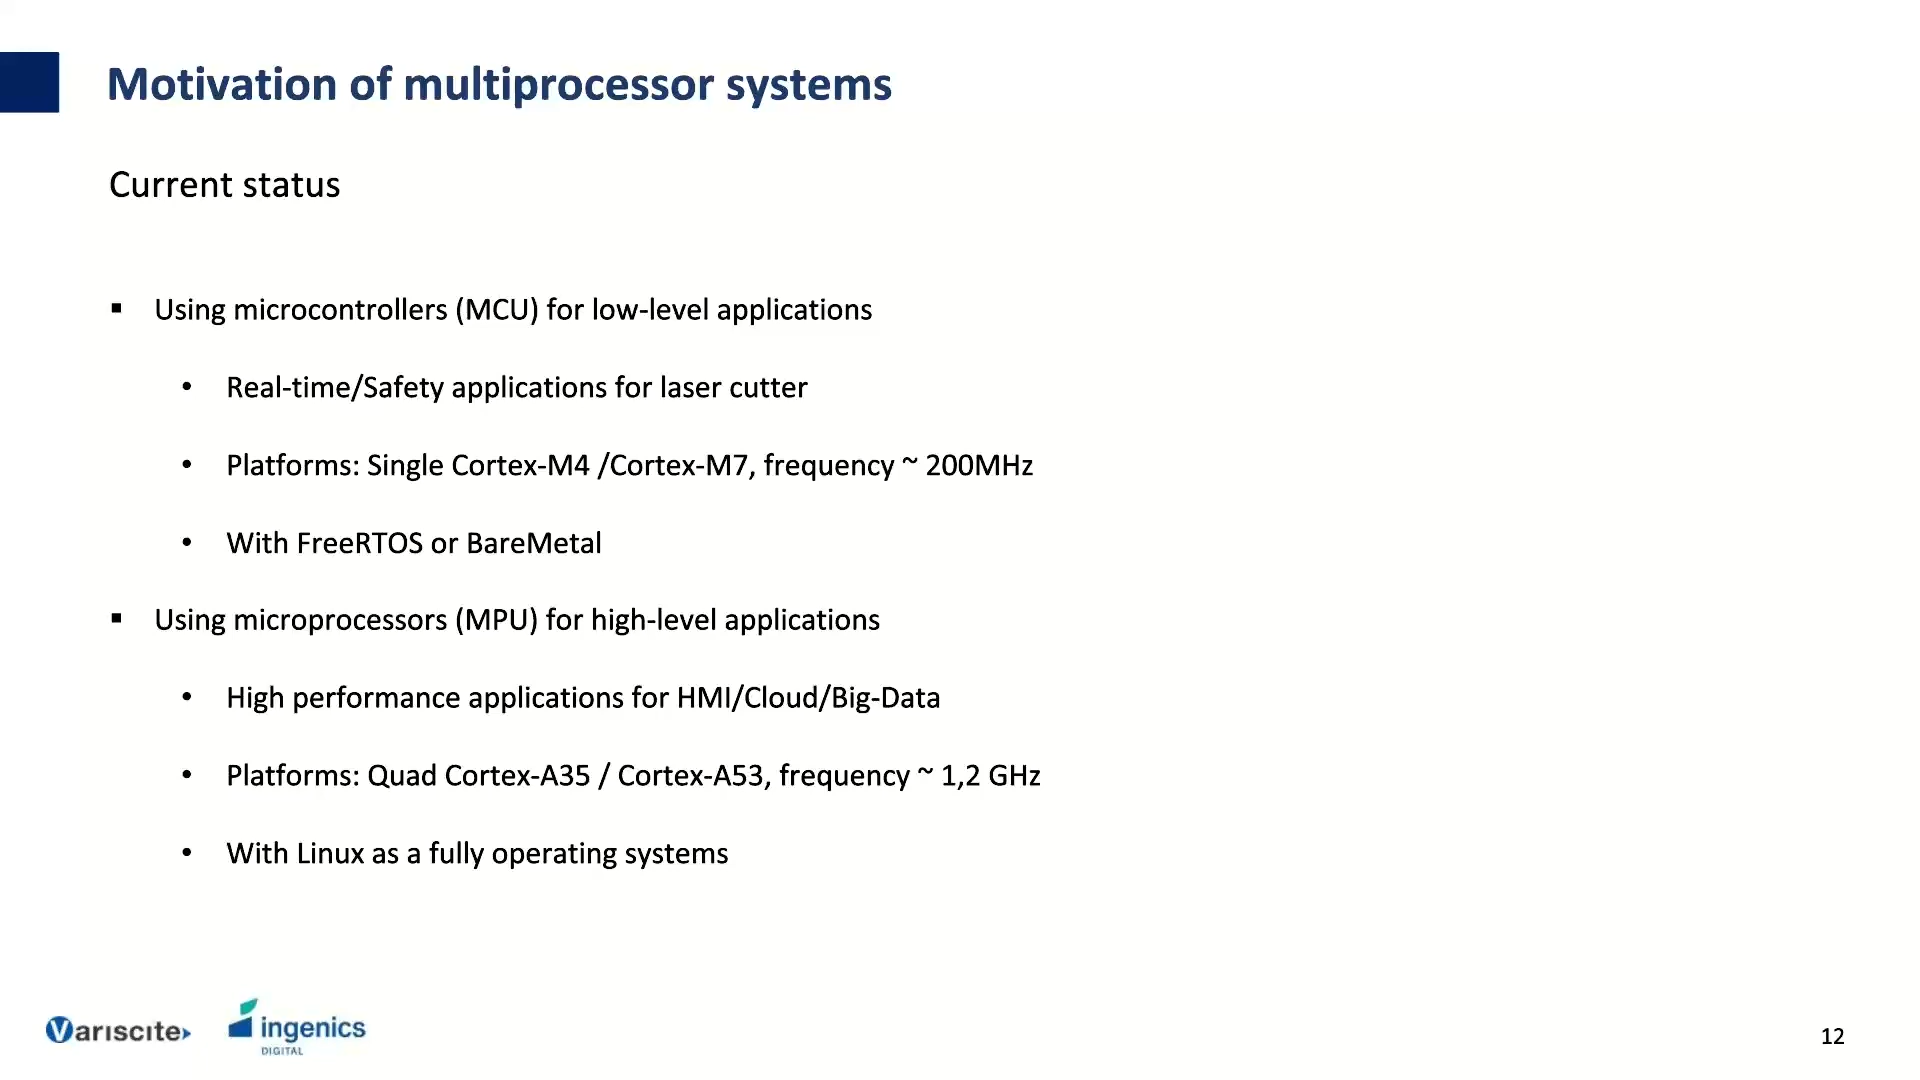 Motivation of multiprocessor systems
Current status
▪ Using microcontrollers (MCU) for low-level applications
• Real-time/Safety applications for laser cutter
• Platforms: Single Cortex-M4 /Cortex-M7, frequency ~ 200MHz
• With FreeRTOS or BareMetal
▪ Using microprocessors (MPU) for high-level applications
• High performance applications for HMI/Cloud/Big-Data
• Platforms: Quad Cortex-A35 / Cortex-A53, frequency ~ 1,2 GHz
• With Linux as a fully operating systems
Variscite
ingenics
DIGITAL
12